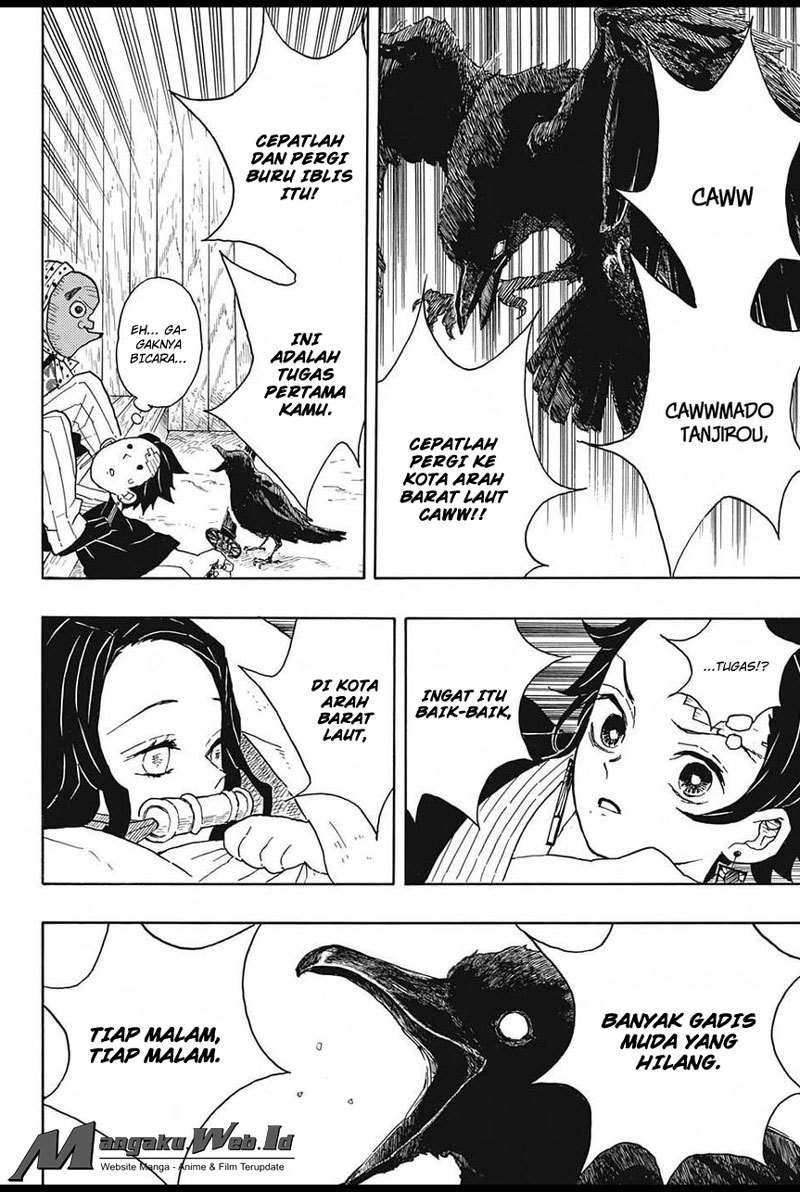 CAWW
CAWWMADO
TANJIROU,
CEPATLAH
PERGI KE
KOTA ARAH
BARAT LAUT
CAWW!!
CEPATLAH
DAN PERGI
BURU IBLIS
ITU!
INI
ADALAH
TUGAS
PERTAMA
KAMU.
EH... GA-
GAKNYA
BICARA...
...TUGAS!?
INGAT ITU
BAIK-BAIK,
DI KOTA
ARAH
BARAT
LAUT,
BANYAK GADIS
MUDA YANG
HILANG.
TIAP MALAM,
TIAP MALAM.
MangakuWeb.Id
Website Manga - Anime & Film Terupdate